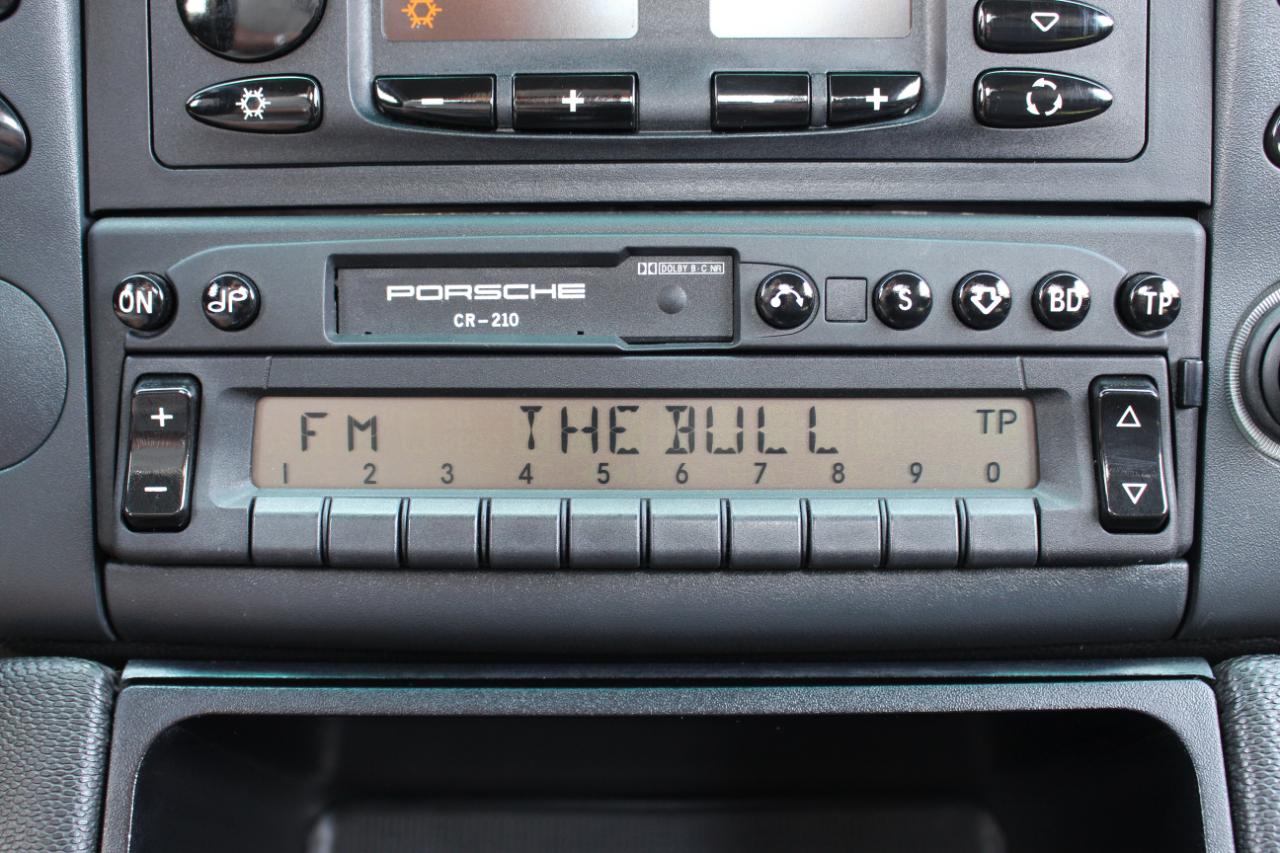 - + - +
DOLBY B·C NR
ON PORSCHE S BD TP
CR-210
+ FM THE BULL TP
1 2 3 4 5 6 7 8 9 0
-